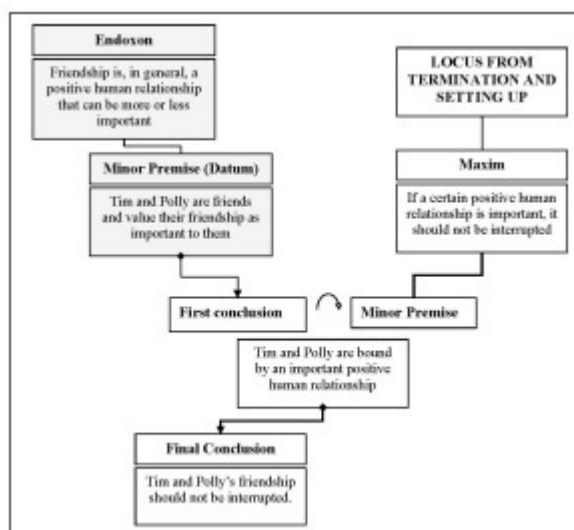 Endoxon
Friendship is, in general, a
positive human relationship
that can be more or less
important
LOCUS FROM
TERMINATION AND
SETTING UP
Minor Premise (Datum)
Tim and Polly are friends
and value their friendship as
important to them
Maxim
If a certain positive human
relationship is important, it
should not be interrupted
First conclusion
Minor Premise
Tim and Polly are bound
by an important positive
human relationship
Final Conclusion
Tim and Polly's friendship
should not be interrupted.